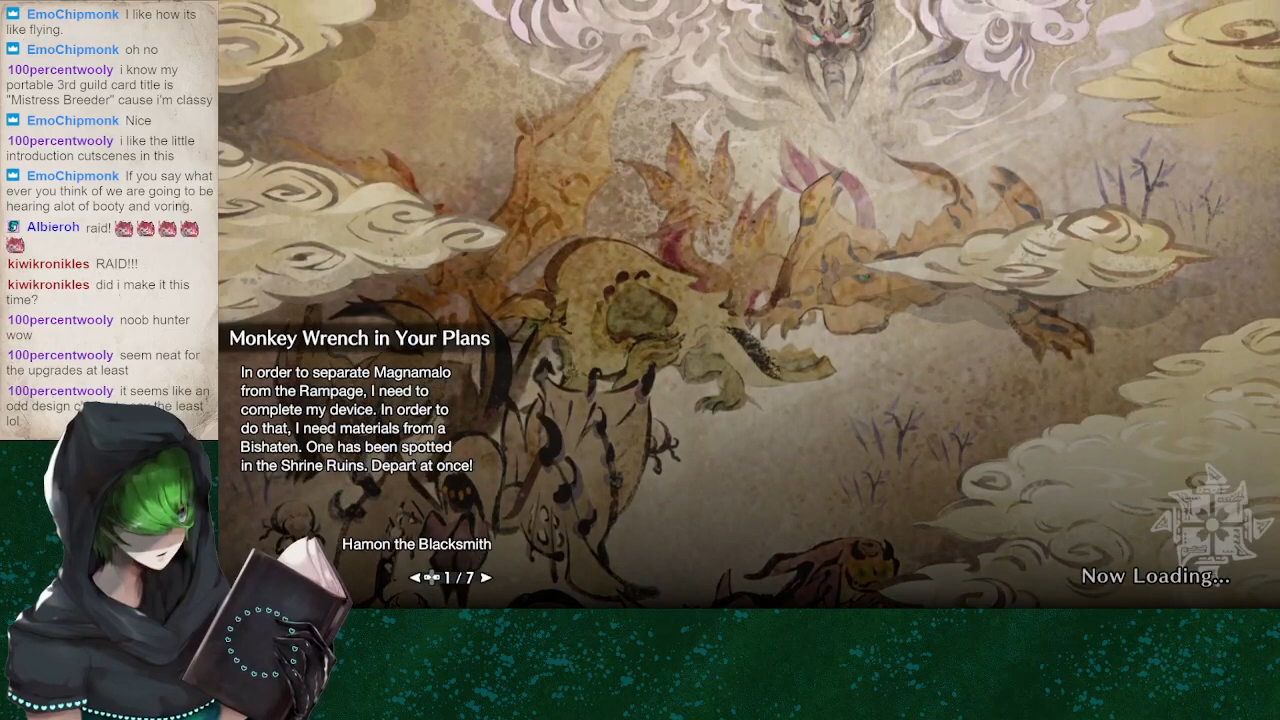 EmoChipmonk I like how its
like flying.
EmoChipmonk oh no
100percentwooly i know my
portable 3rd guild card title is
"Mistress Breeder" cause i'm classy
EmoChipmonk Nice
100percentwooly i like the little
introduction cutscenes in this
EmoChipmonk If you say what
ever you think of we are going to be
hearing alot of booty and voring.
Albieroh raid!
kiwikronikles RAID!!!
kiwikronikles did i make it this
time?
100percentwooly noob hunter
wow
100percentwooly seem neat for
the upgrades at least
100percentwooly it seems like an
odd design the least
lol.
Monkey Wrench in Your Plans
In order to separate Magnamalo
from the Rampage, I need to
complete my device. In order to
do that, I need materials from a
Bishaten. One has been spotted
in the Shrine Ruins. Depart at once!
Hamon the Blacksmith
1 / 7
Now Loading...